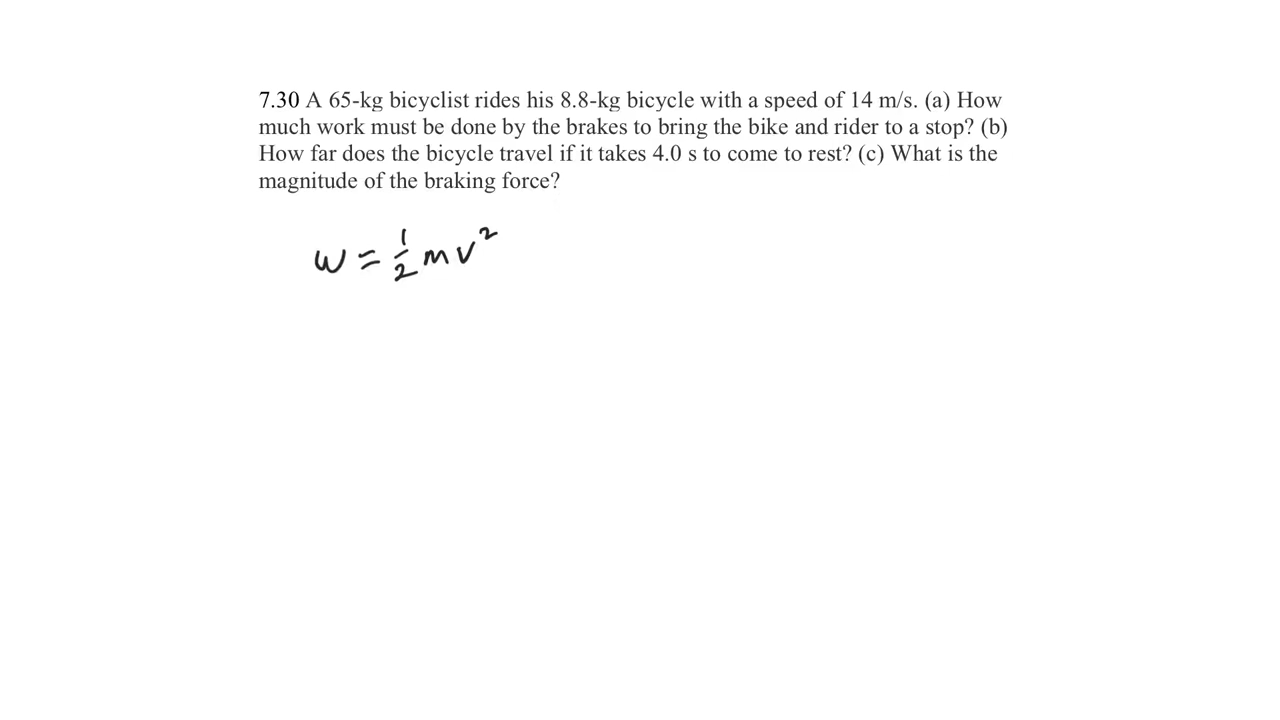 7.30 A 65-kg bicyclist rides his 8.8-kg bicycle with a speed of 14 m/s. (a) How
much work must be done by the brakes to bring the bike and rider to a stop? (b)
How far does the bicycle travel if it takes 4.0 s to come to rest? (c) What is the
magnitude of the braking force?
W = 1/2 mv²